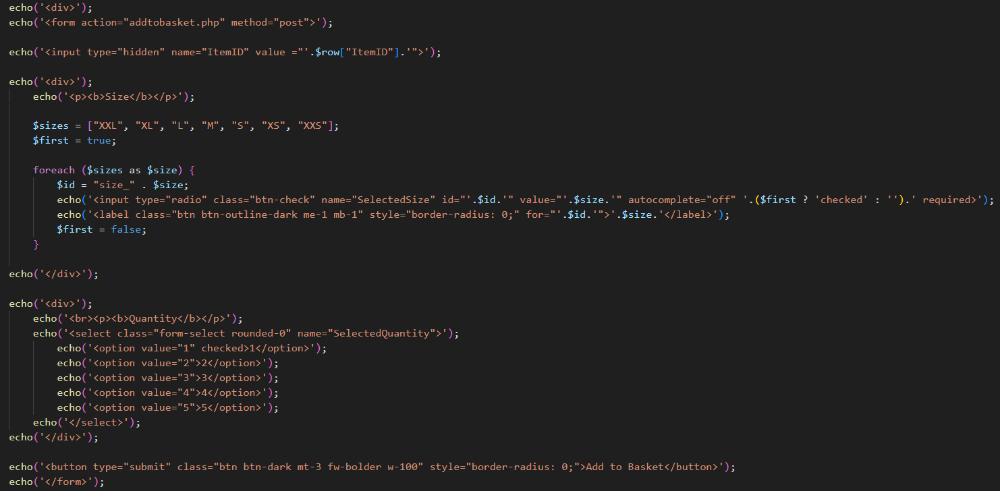 echo('<div>');
echo('<form action="addtobasket.php" method="post">');
echo('<input type="hidden" name="ItemID" value ="'.$row["ItemID"].'">');
echo('<div>');
echo('<p><b>Size</b></p>');
$sizes = ["XXL", "XL", "L", "M", "S", "XS", "XXS"];
$first = true;
foreach ($sizes as $size) {
$id = "size_" . $size;
echo('<input type="radio" class="btn-check" name="SelectedSize" id="'.$id.'" value="'.$size.'" autocomplete="off" '.($first ? 'checked' : '').' required>');
echo('<label class="btn btn-outline-dark me-1 mb-1" style="border-radius: 0;" for="'.$id.'">'.$size.'</label>');
$first = false;
}
echo('</div>');
echo('<div>');
echo('<br><p><b>Quantity</b></p>');
echo('<select class="form-select rounded-0" name="SelectedQuantity">');
echo('<option value="1" checked>1</option>');
echo('<option value="2">2</option>');
echo('<option value="3">3</option>');
echo('<option value="4">4</option>');
echo('<option value="5">5</option>');
echo('</select>');
echo('</div>');
echo('<button type="submit" class="btn btn-dark mt-3 fw-bolder w-100" style="border-radius: 0;">Add to Basket</button>');
echo('</form>');